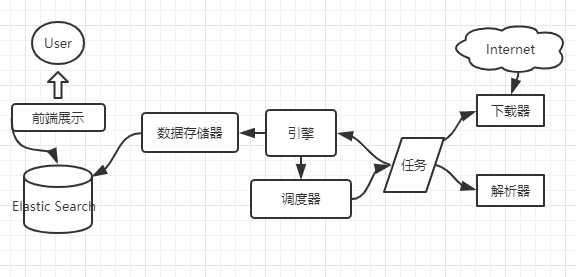 User
Internet
前端展示
数据存储器
引擎
下载器
任务
Elastic Search
调度器
解析器